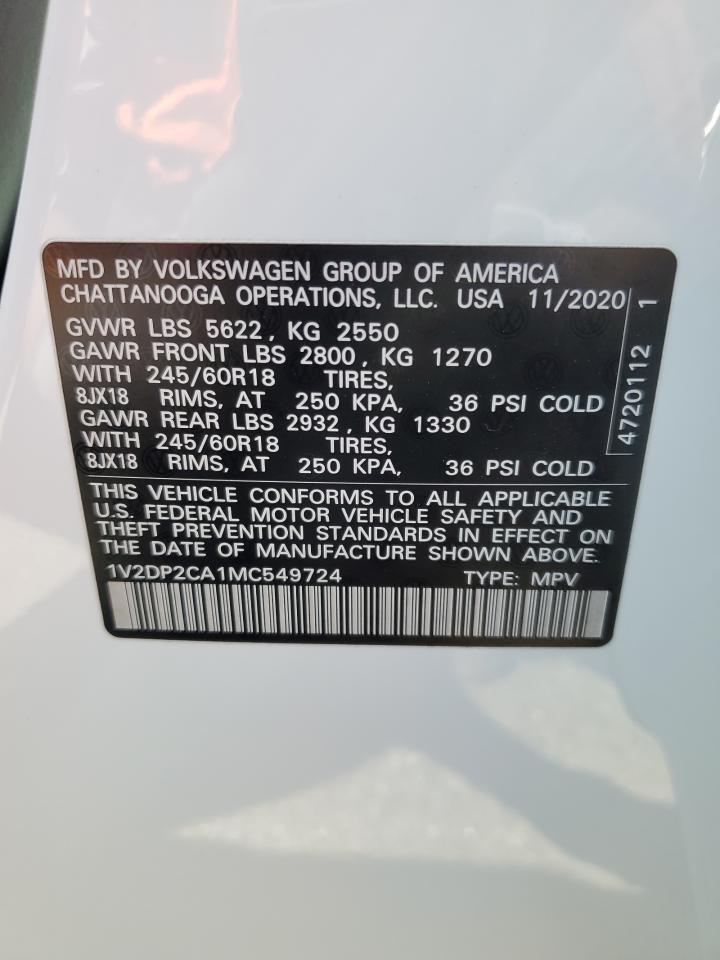 MFD BY VOLKSWAGEN GROUP OF AMERICA
CHATTANOOGA OPERATIONS, LLC. USA 11/2020
GVWR LBS 5622, KG 2550
GAWR FRONT LBS 2800, KG 1270
WITH 245/60R18 TIRES,
8JX18 RIMS, AT 250 KPA, 36 PSI COLD
GAWR REAR LBS 2932, KG 1330
WITH 245/60R18 TIRES,
8JX18 RIMS, AT 250 KPA, 36 PSI COLD
4720112 1
THIS VEHICLE CONFORMS TO ALL APPLICABLE
U.S. FEDERAL MOTOR VEHICLE SAFETY AND
THEFT PREVENTION STANDARDS IN EFFECT ON
THE DATE OF MANUFACTURE SHOWN ABOVE.
1V2DP2CA1MC549724 TYPE: MPV